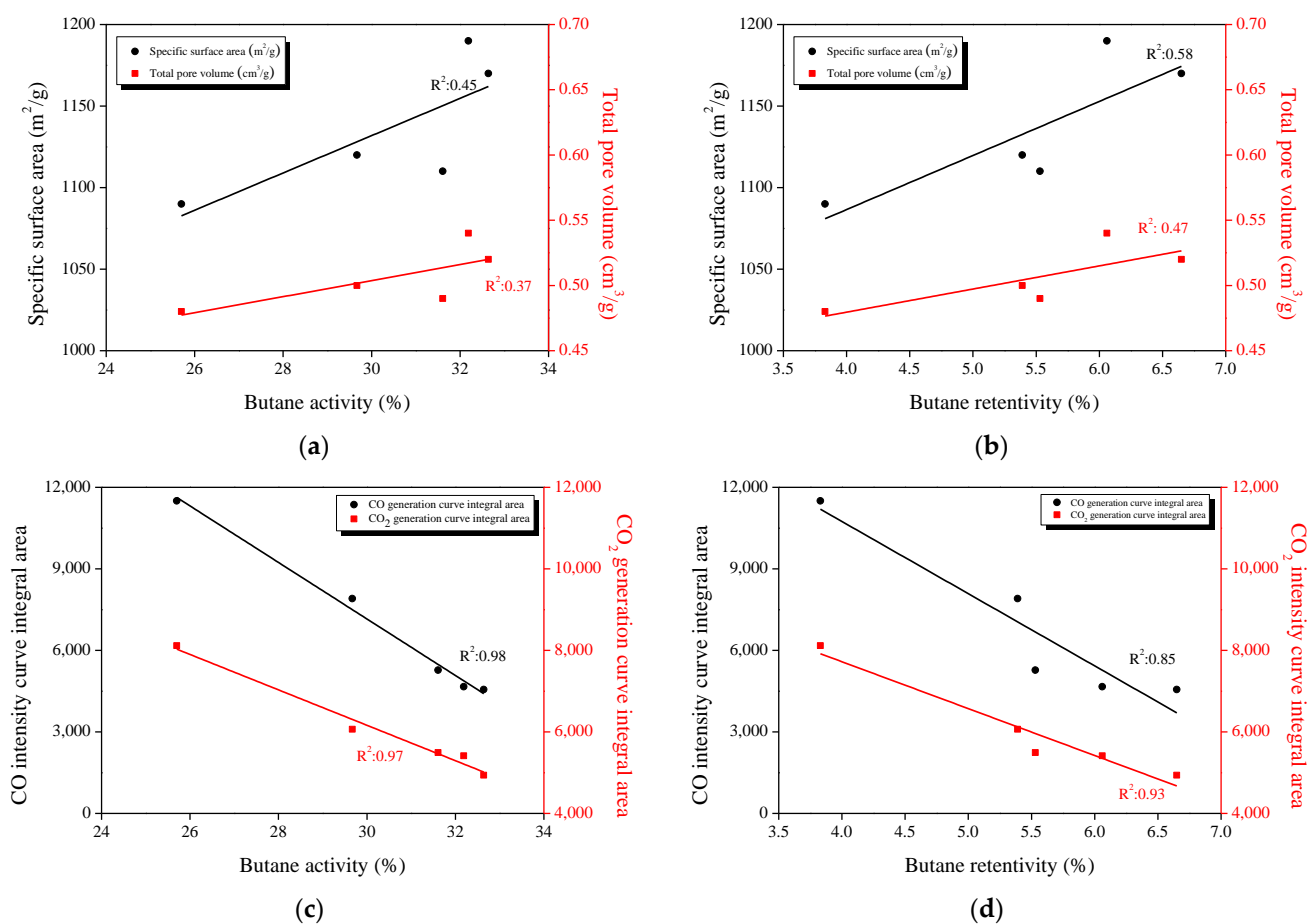 1200
1150
1100
1050
1000
Specific surface area (m²/g)
Specific surface area (m²/g)
Total pore volume (cm³/g)
R²:0.45
R²:0.37
0.70
0.65
0.60
0.55
0.50
0.45
Total pore volume (cm³/g)
24 26 28 30 32 34
Butane activity (%)
(a)
1200
1150
1100
1050
1000
Specific surface area (m²/g)
Specific surface area (m²/g)
Total pore volume (cm³/g)
R²:0.58
R²: 0.47
0.70
0.65
0.60
0.55
0.50
0.45
Total pore volume (cm³/g)
3.5 4.0 4.5 5.0 5.5 6.0 6.5 7.0
Butane retentivity (%)
(b)
12,000
9,000
6,000
3,000
0
CO intensity curve integral area
CO generation curve integral area
CO₂ generation curve integral area
R²:0.98
R²:0.97
12,000
10,000
8,000
6,000
4,000
CO₂ generation curve integral area
24 26 28 30 32 34
Butane activity (%)
(c)
12,000
9,000
6,000
3,000
0
CO intensity curve integral area
CO generation curve integral area
CO₂ generation curve integral area
R²:0.85
R²:0.93
12,000
10,000
8,000
6,000
4,000
CO₂ intensity curve integral area
3.5 4.0 4.5 5.0 5.5 6.0 6.5 7.0
Butane retentivity (%)
(d)